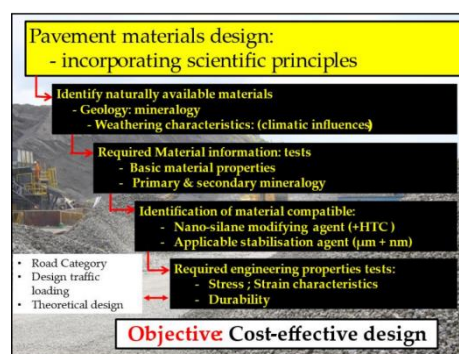 Pavement materials design:
- incorporating scientific principles
Identify naturally available materials
- Geology: mineralogy
- Weathering characteristics: (climatic influences)
Required Material information: tests
- Basic material properties
- Primary & secondary mineralogy
Identification of material compatible:
- Nano-silane modifying agent (+HTC )
- Applicable stabilisation agent (μm + nm)
• Road Category
• Design traffic
loading
• Theoretical design
Required engineering properties tests:
- Stress ; Strain characteristics
- Durability
Objective: Cost-effective design